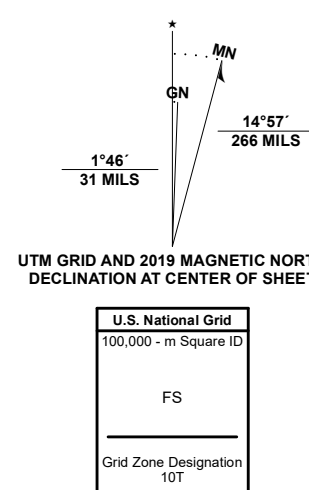 ★
MN
GN
14°57´
266 MILS
1°46´
31 MILS
UTM GRID AND 2019 MAGNETIC NORT
DECLINATION AT CENTER OF SHEET
U.S. National Grid
100,000 - m Square ID
FS
Grid Zone Designation
10T